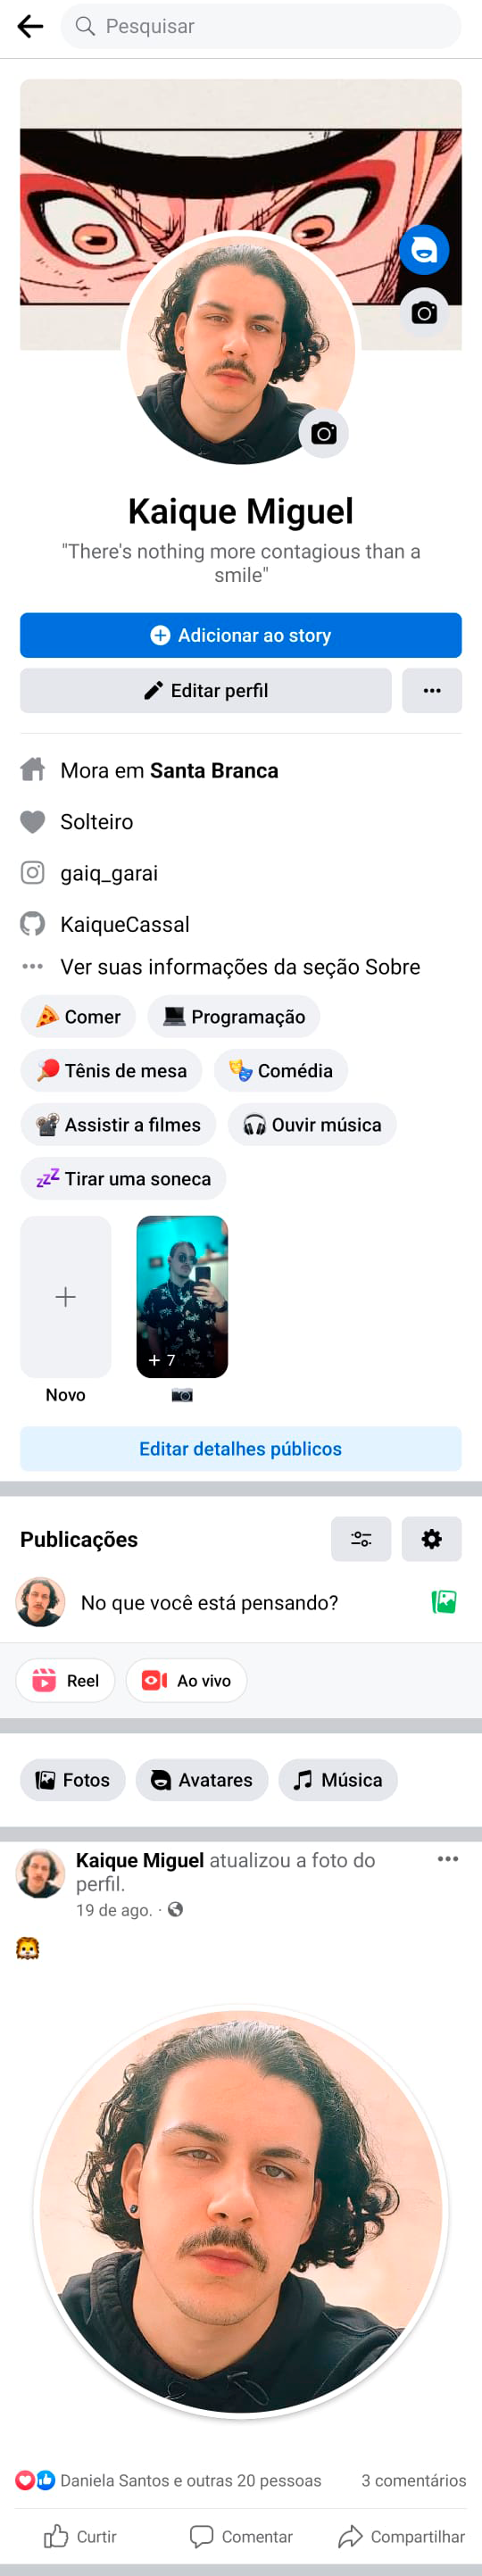 Pesquisar
Kaique Miguel
"There's nothing more contagious than a
smile"
Adicionar ao story
Editar perfil
Mora em Santa Branca
Solteiro
gaiq_garai
KaiqueCassal
Ver suas informações da seção Sobre
Comer
Programação
Tênis de mesa
Comédia
Assistir a filmes
Ouvir música
Tirar uma soneca
+ 7
Novo
Editar detalhes públicos
Publicações
No que você está pensando?
Reel
Ao vivo
Fotos
Avatares
Música
Kaique Miguel atualizou a foto do
perfil.
19 de ago. ·
Daniela Santos e outras 20 pessoas
3 comentários
Curtir
Comentar
Compartilhar